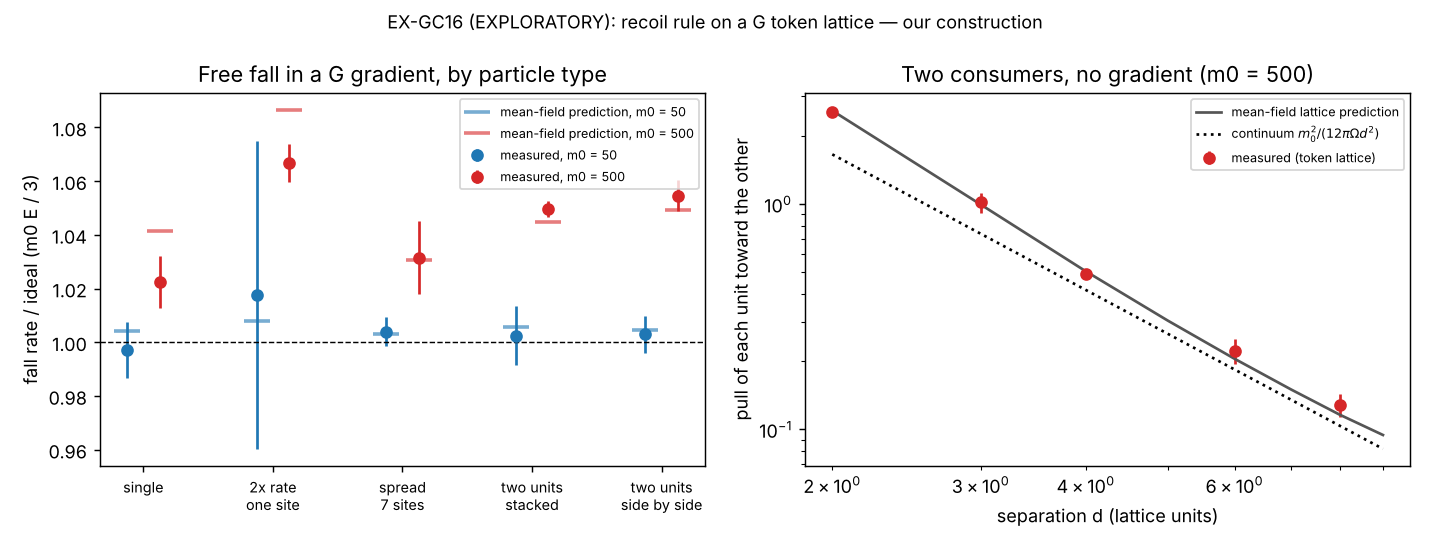 EX-GC16 (EXPLORATORY): recoil rule on a G token lattice — our construction
Free fall in a G gradient, by particle type
fall rate / ideal (m0 E / 3)
1.08
1.06
1.04
1.02
1.00
0.98
0.96
mean-field prediction, m0 = 50
mean-field prediction, m0 = 500
measured, m0 = 50
measured, m0 = 500
single
2x rate
one site
spread
7 sites
two units
stacked
two units
side by side
Two consumers, no gradient (m0 = 500)
pull of each unit toward the other
10⁰
10⁻¹
mean-field lattice prediction
continuum m₀²/(12πΩd²)
measured (token lattice)
2 × 10⁰
3 × 10⁰
4 × 10⁰
6 × 10⁰
separation d (lattice units)